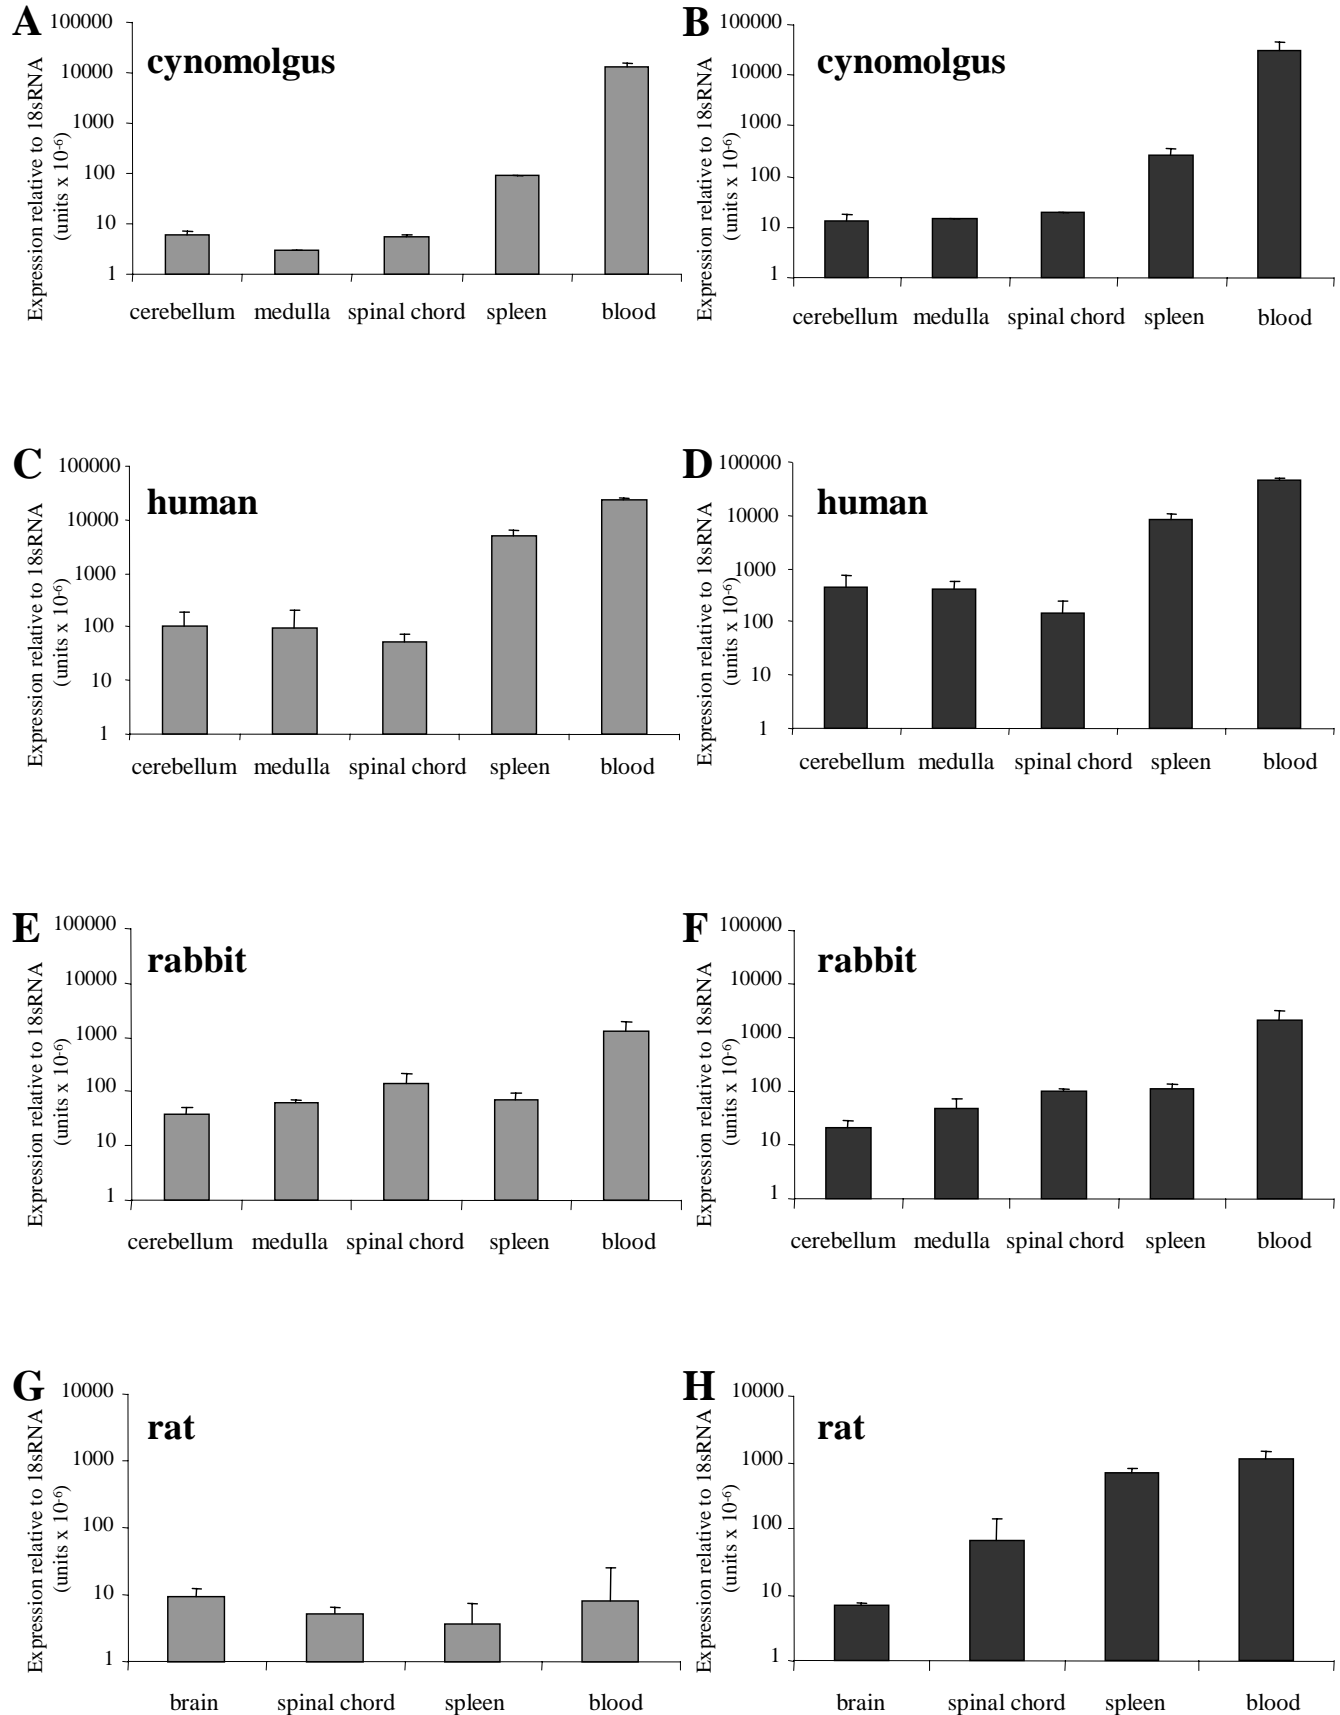 A
cynomolgus
Expression relative to 18sRNA
(units x 10-6)
100000
10000
1000
100
10
1
cerebellum medulla spinal chord spleen blood
B
cynomolgus
Expression relative to 18sRNA
(units x 10-6)
100000
10000
1000
100
10
1
cerebellum medulla spinal chord spleen blood
C
human
Expression relative to 18sRNA
(units x 10-6)
100000
10000
1000
100
10
1
cerebellum medulla spinal chord spleen blood
D
human
Expression relative to 18sRNA
(units x 10-6)
100000
10000
1000
100
10
1
cerebellum medulla spinal chord spleen blood
E
rabbit
Expression relative to 18sRNA
(units x 10-6)
100000
10000
1000
100
10
1
cerebellum medulla spinal chord spleen blood
F
rabbit
Expression relative to 18sRNA
(units x 10-6)
100000
10000
1000
100
10
1
cerebellum medulla spinal chord spleen blood
G
rat
Expression relative to 18sRNA
(units x 10-6)
10000
1000
100
10
1
brain spinal chord spleen blood
H
rat
Expression relative to 18sRNA
(units x 10-6)
10000
1000
100
10
1
brain spinal chord spleen blood